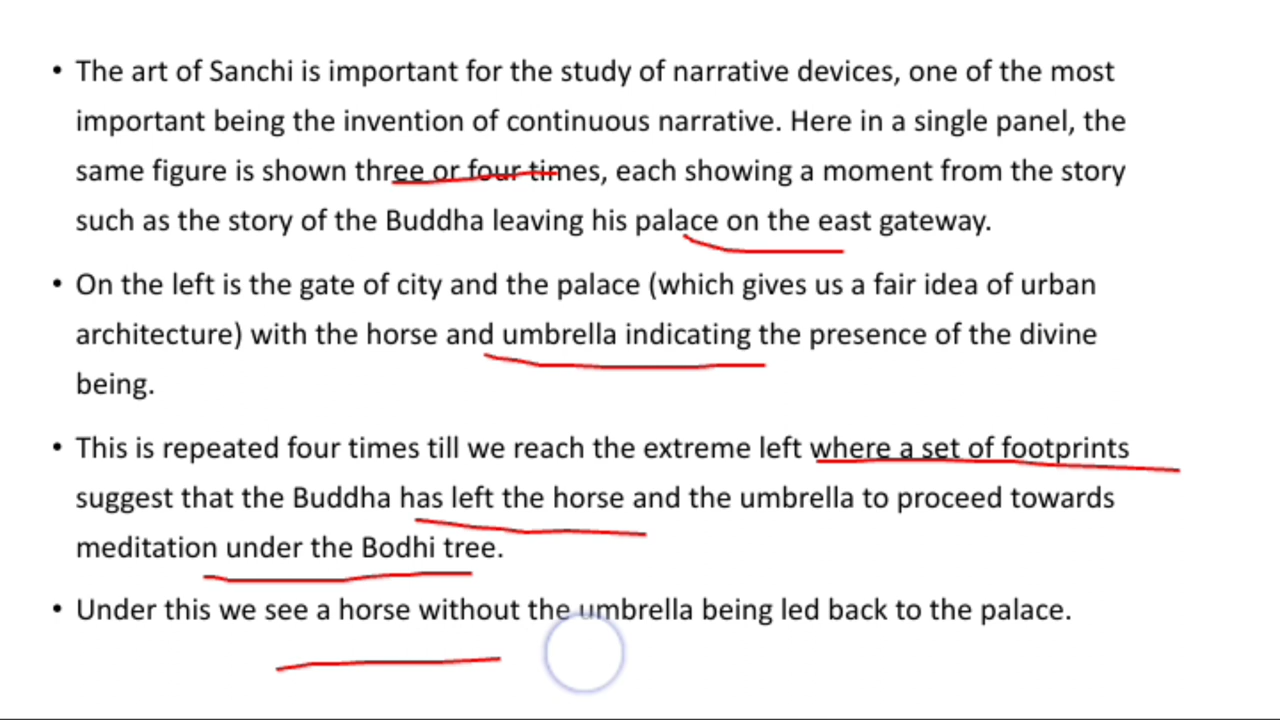 • The art of Sanchi is important for the study of narrative devices, one of the most
important being the invention of continuous narrative. Here in a single panel, the
same figure is shown three or four times, each showing a moment from the story
such as the story of the Buddha leaving his palace on the east gateway.
• On the left is the gate of city and the palace (which gives us a fair idea of urban
architecture) with the horse and umbrella indicating the presence of the divine
being.
• This is repeated four times till we reach the extreme left where a set of footprints
suggest that the Buddha has left the horse and the umbrella to proceed towards
meditation under the Bodhi tree.
• Under this we see a horse without the umbrella being led back to the palace.